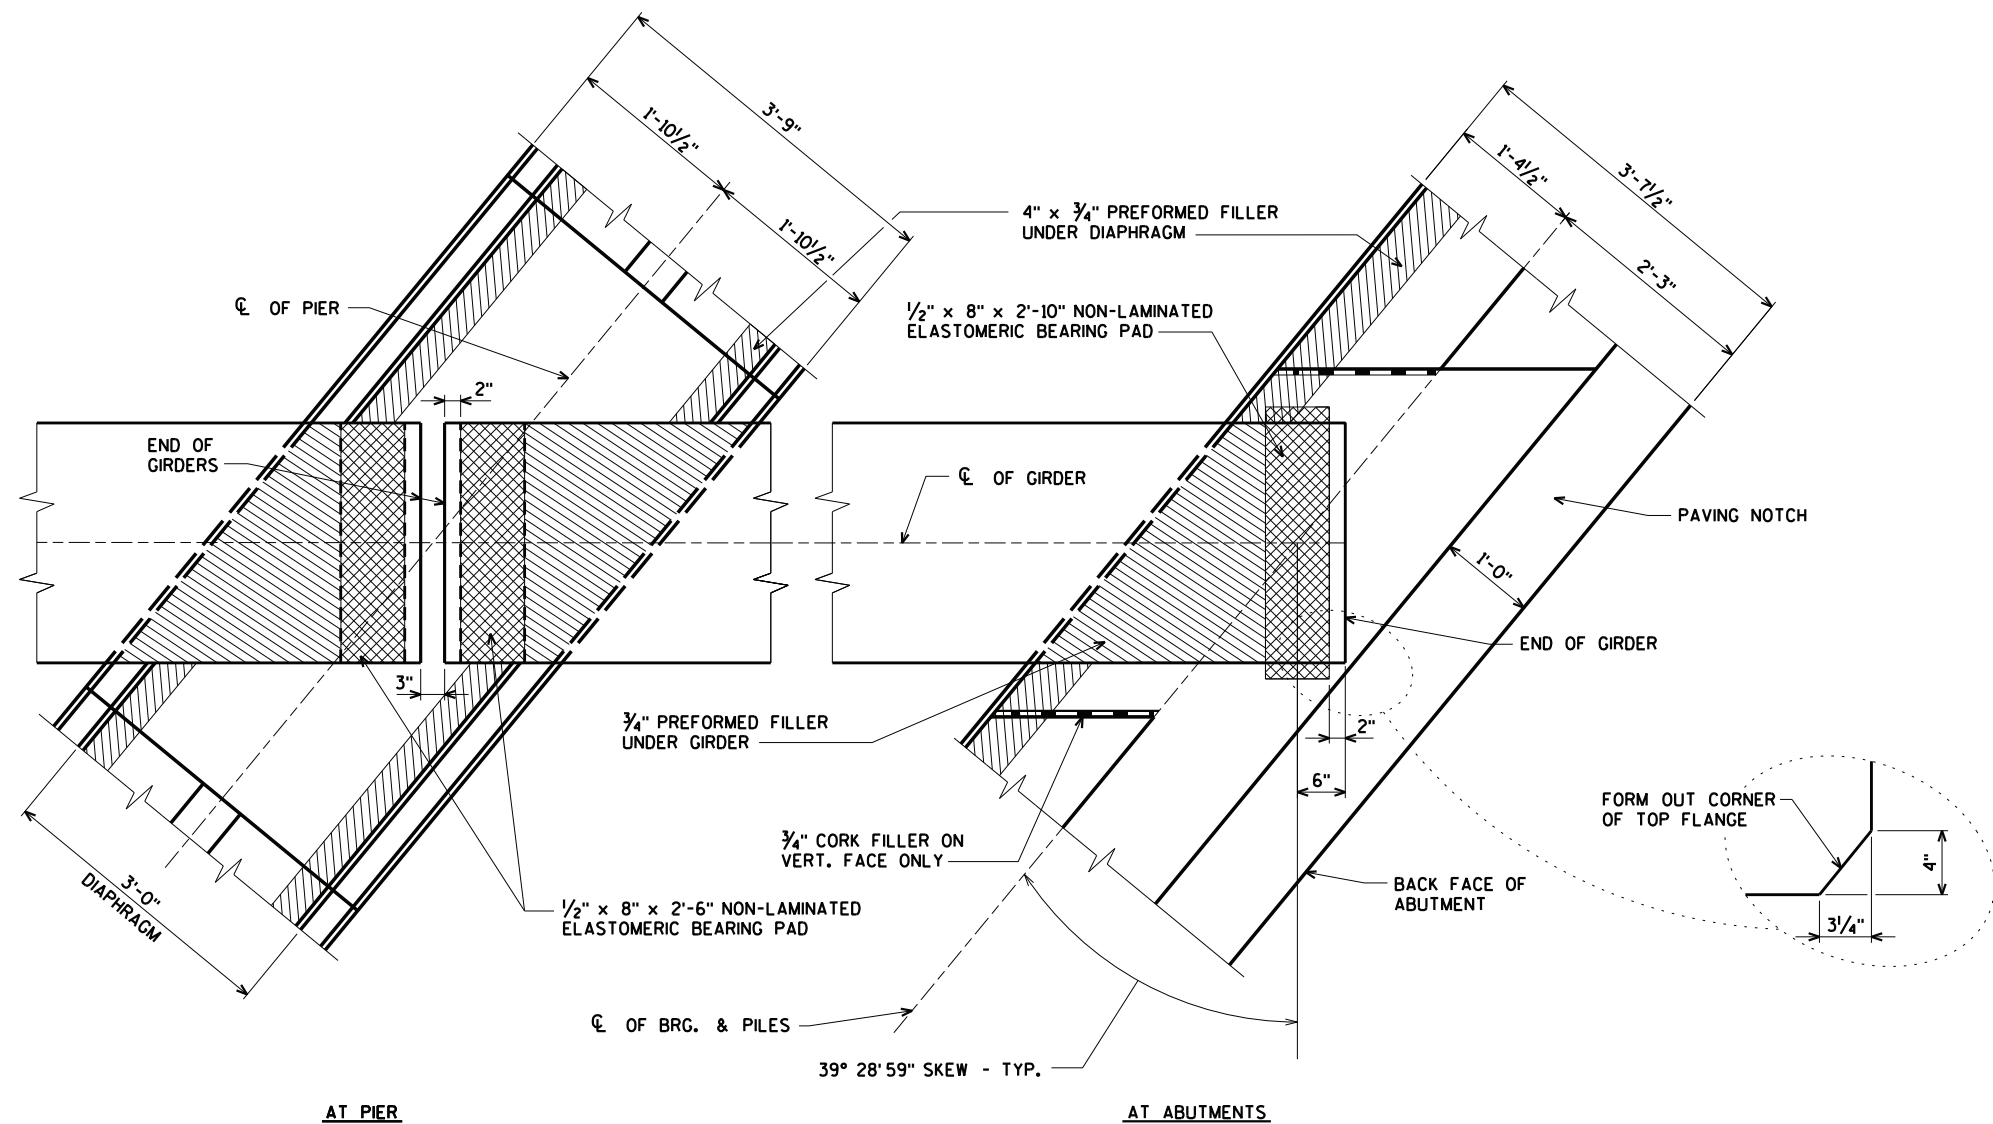 3'-9"
1'-10½"
1'-10½"
℄ OF PIER
2"
END OF
GIRDERS
3"
3'-0"
DIAPHRAGM
4" x ¾" PREFORMED FILLER
UNDER DIAPHRAGM
½" x 8" x 2'-10" NON-LAMINATED
ELASTOMERIC BEARING PAD
℄ OF GIRDER
3'-7½"
1'-4½"
2'-3"
PAVING NOTCH
1'-0"
END OF GIRDER
¾" PREFORMED FILLER
UNDER GIRDER
2"
6"
¾" CORK FILLER ON
VERT. FACE ONLY
FORM OUT CORNER
OF TOP FLANGE
4"
3¼"
BACK FACE OF
ABUTMENT
½" x 8" x 2'-6" NON-LAMINATED
ELASTOMERIC BEARING PAD
℄ OF BRG. & PILES
39° 28' 59" SKEW - TYP.
AT PIER
AT ABUTMENTS